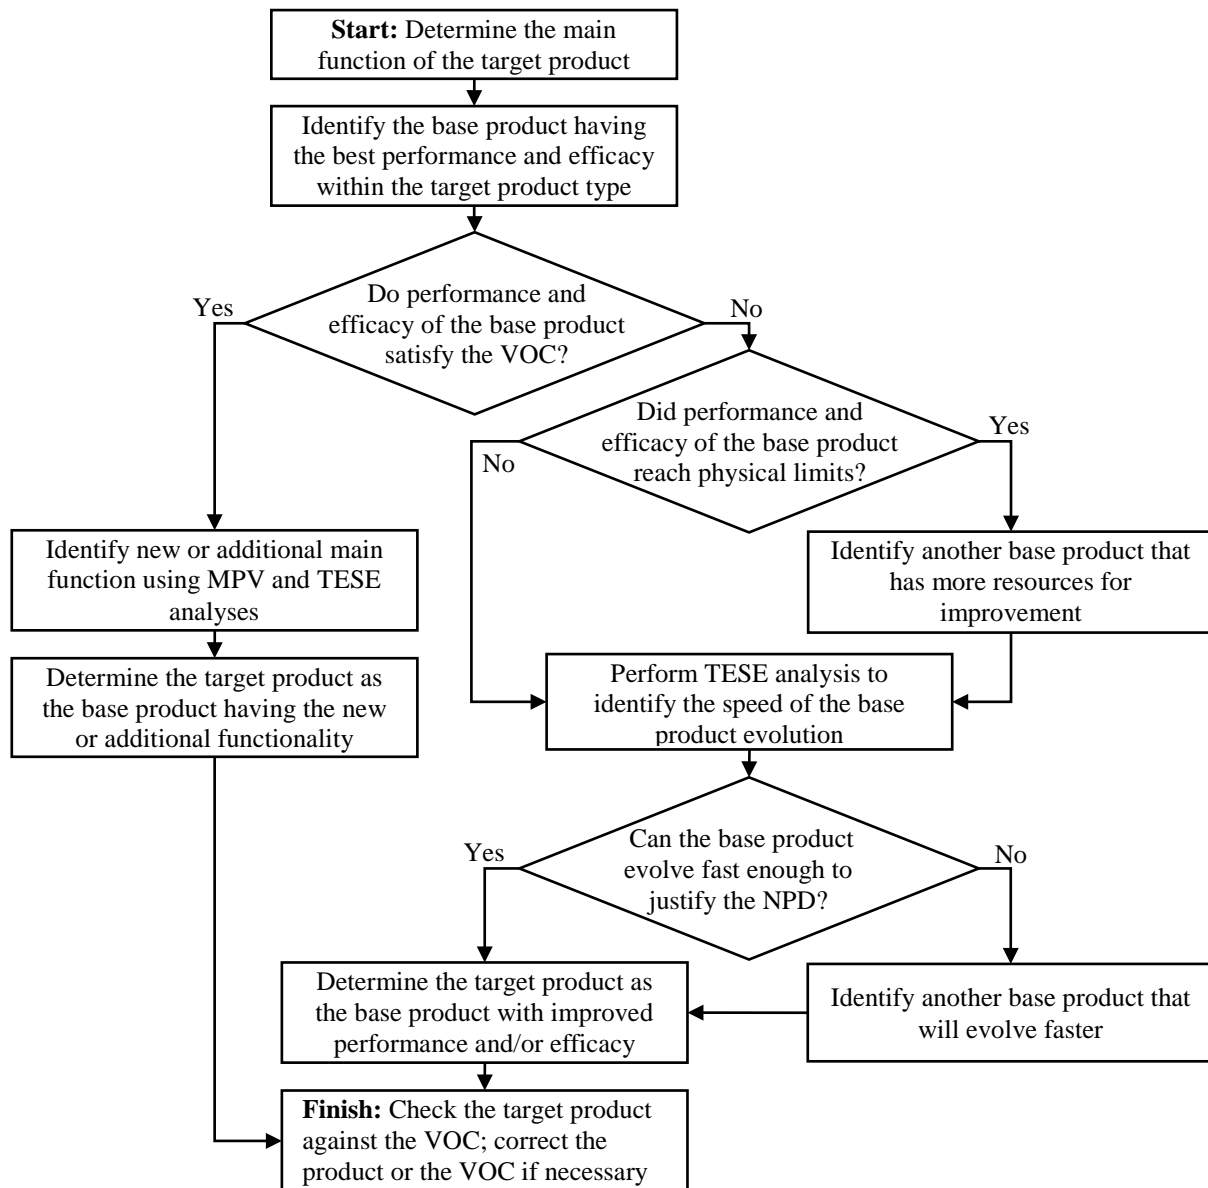 Start: Determine the main
function of the target product
Identify the base product having
the best performance and efficacy
within the target product type
Do performance and
efficacy of the base product
satisfy the VOC?
Yes
No
Did performance and
efficacy of the base product
reach physical limits?
No
Yes
Identify new or additional main
function using MPV and TESE
analyses
Identify another base product that
has more resources for
improvement
Determine the target product as
the base product having the new
or additional functionality
Perform TESE analysis to
identify the speed of the base
product evolution
Can the base product
evolve fast enough to
justify the NPD?
Yes
No
Determine the target product as
the base product with improved
performance and/or efficacy
Identify another base product that
will evolve faster
Finish: Check the target product
against the VOC; correct the
product or the VOC if necessary